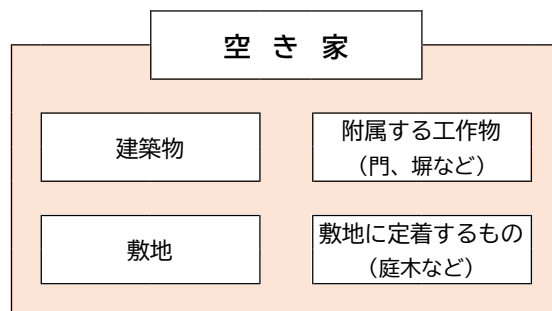 空き家
建築物
附属する工作物
（門、塀など）
敷地
敷地に定着するもの
（庭木など）